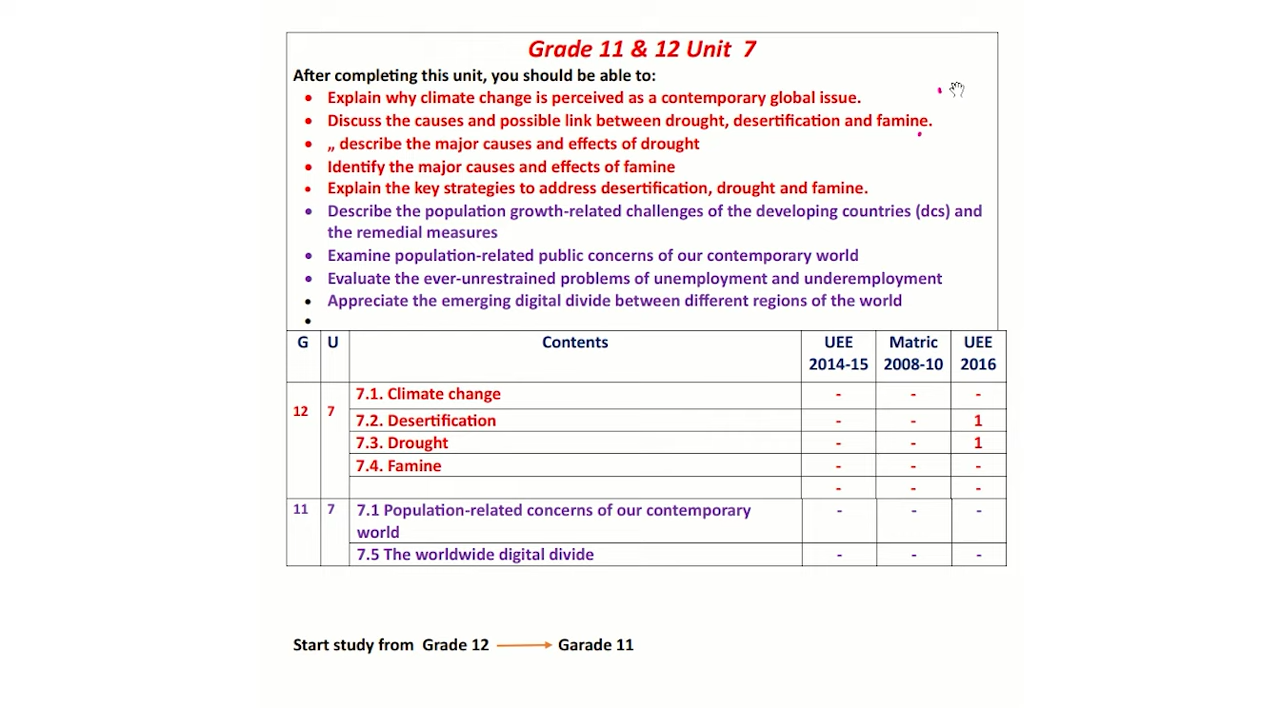 Grade 11 & 12 Unit 7
After completing this unit, you should be able to:
• Explain why climate change is perceived as a contemporary global issue.
• Discuss the causes and possible link between drought, desertification and famine.
• „ describe the major causes and effects of drought
• Identify the major causes and effects of famine
• Explain the key strategies to address desertification, drought and famine.
• Describe the population growth-related challenges of the developing countries (dcs) and
the remedial measures
• Examine population-related public concerns of our contemporary world
• Evaluate the ever-unrestrained problems of unemployment and underemployment
• Appreciate the emerging digital divide between different regions of the world
•
G U Contents UEE Matric UEE
2014-15 2008-10 2016
7.1. Climate change - - -
12 7
7.2. Desertification - - 1
7.3. Drought - - 1
7.4. Famine - - -
- - -
11 7 7.1 Population-related concerns of our contemporary - - -
world
7.5 The worldwide digital divide - - -
Start study from Grade 12 → Garade 11